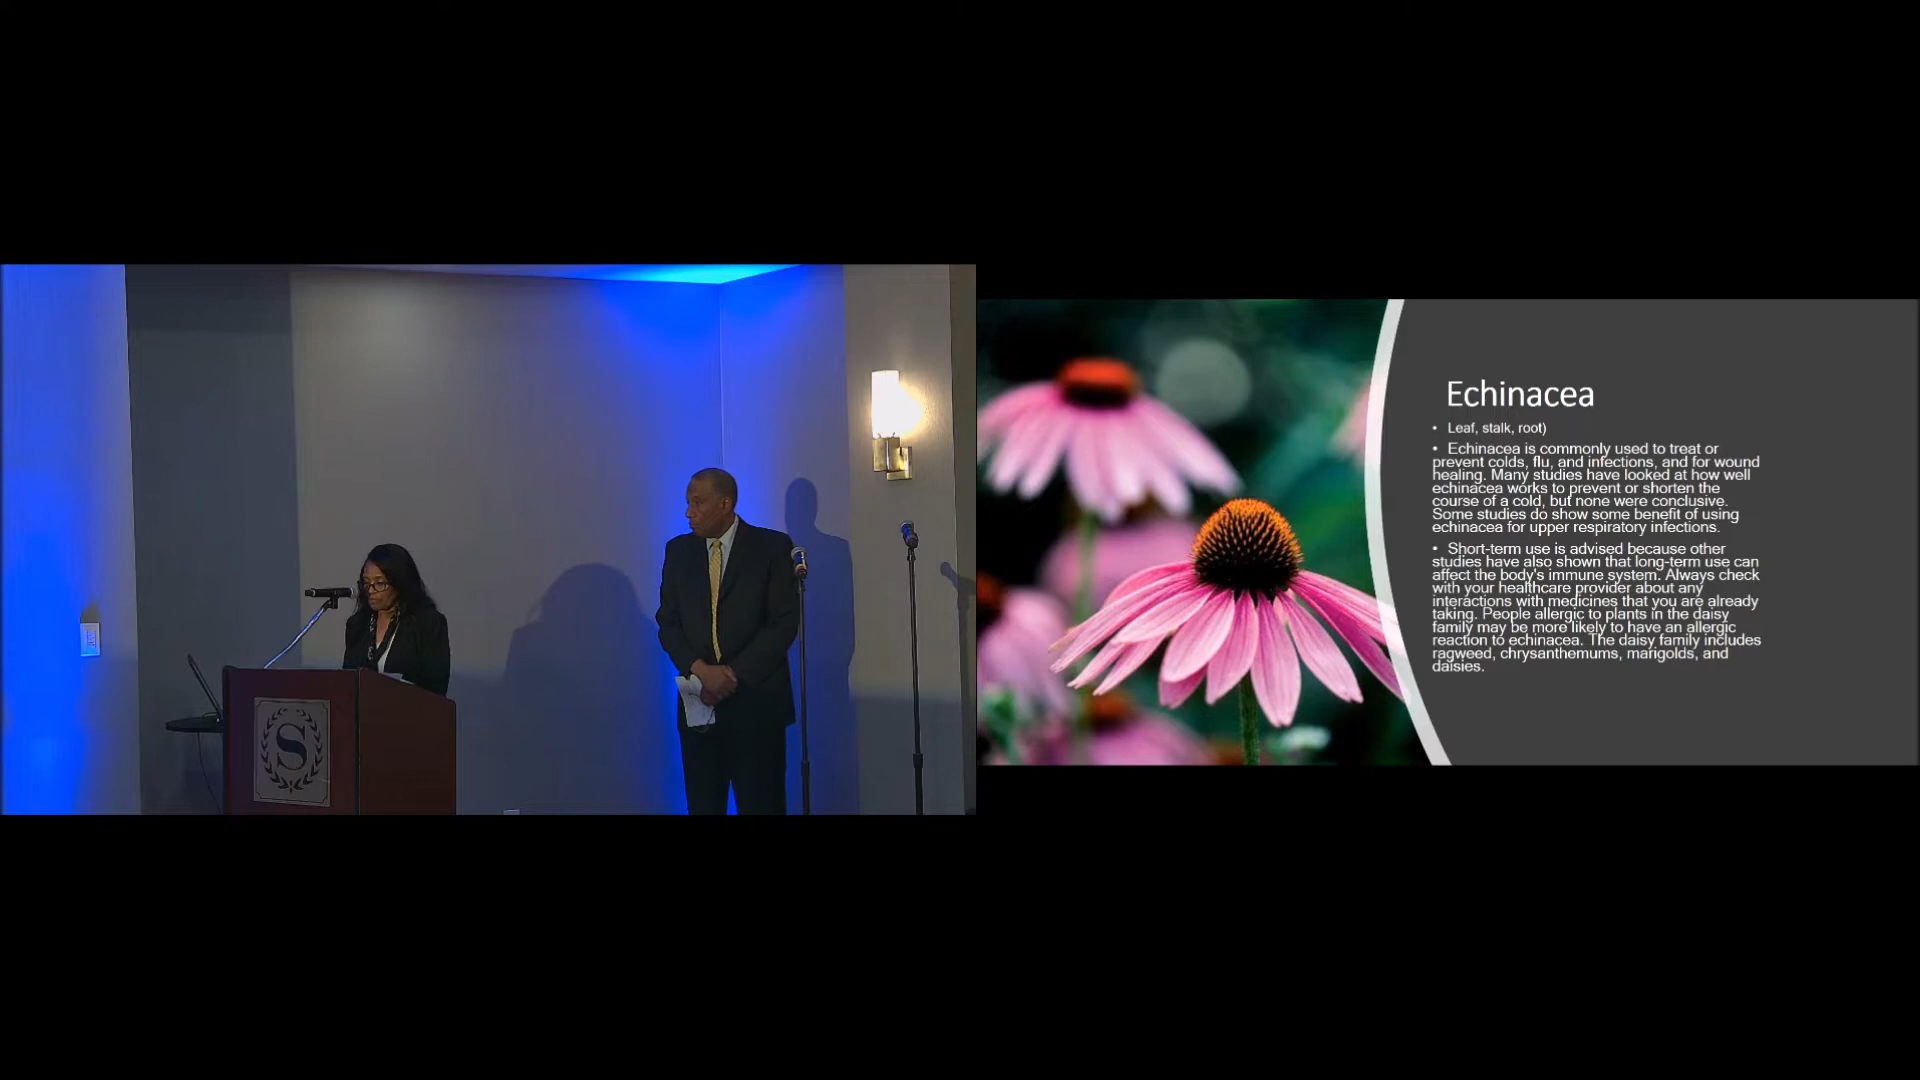 S
Echinacea
• Leaf, stalk, root)
• Echinacea is commonly used to treat or
prevent colds, flu, and infections, and for wound
healing. Many studies have looked at how well
echinacea works to prevent or shorten the
course of a cold, but none were conclusive.
Some studies do show some benefit of using
echinacea for upper respiratory infections.
• Short-term use is advised because other
studies have also shown that long-term use can
affect the body's immune system. Always check
with your healthcare provider about any
interactions with medicines that you are already
taking. People allergic to plants in the daisy
family may be more likely to have an allergic
reaction to echinacea. The daisy family includes
ragweed, chrysanthemums, marigolds, and
daisies.